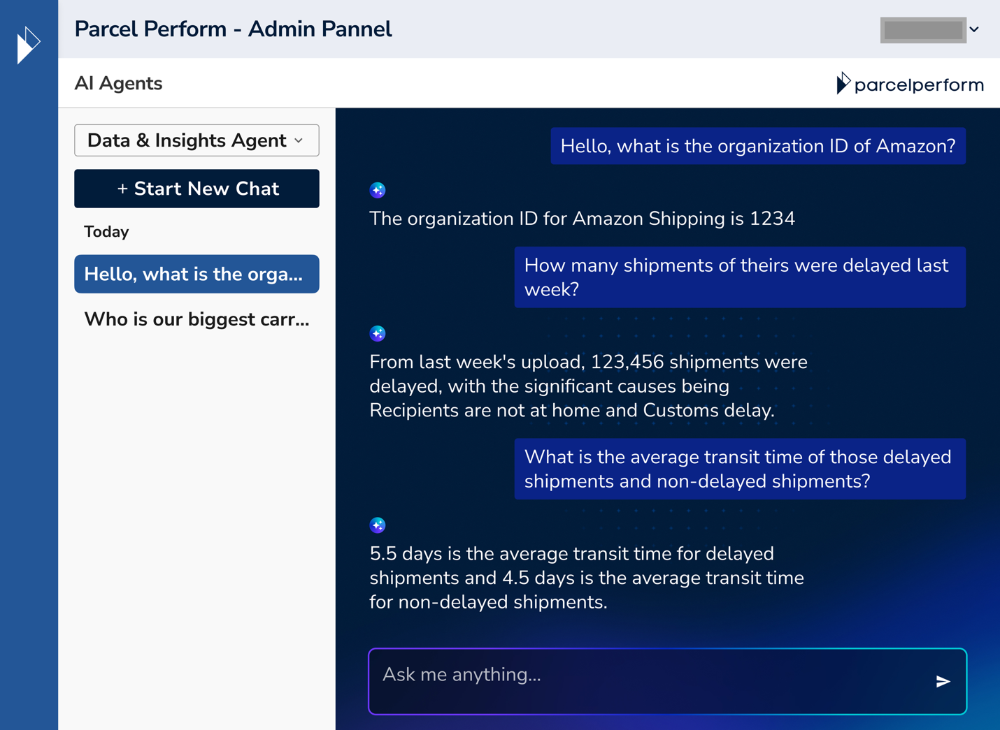 Parcel Perform - Admin Pannel
AI Agents
parcelperform
Data & Insights Agent
+ Start New Chat
Today
Hello, what is the orga...
Who is our biggest carr...
Hello, what is the organization ID of Amazon?
The organization ID for Amazon Shipping is 1234
How many shipments of theirs were delayed last
week?
From last week's upload, 123,456 shipments were
delayed, with the significant causes being
Recipients are not at home and Customs delay.
What is the average transit time of those delayed
shipments and non-delayed shipments?
5.5 days is the average transit time for delayed
shipments and 4.5 days is the average transit time
for non-delayed shipments.
Ask me anything...